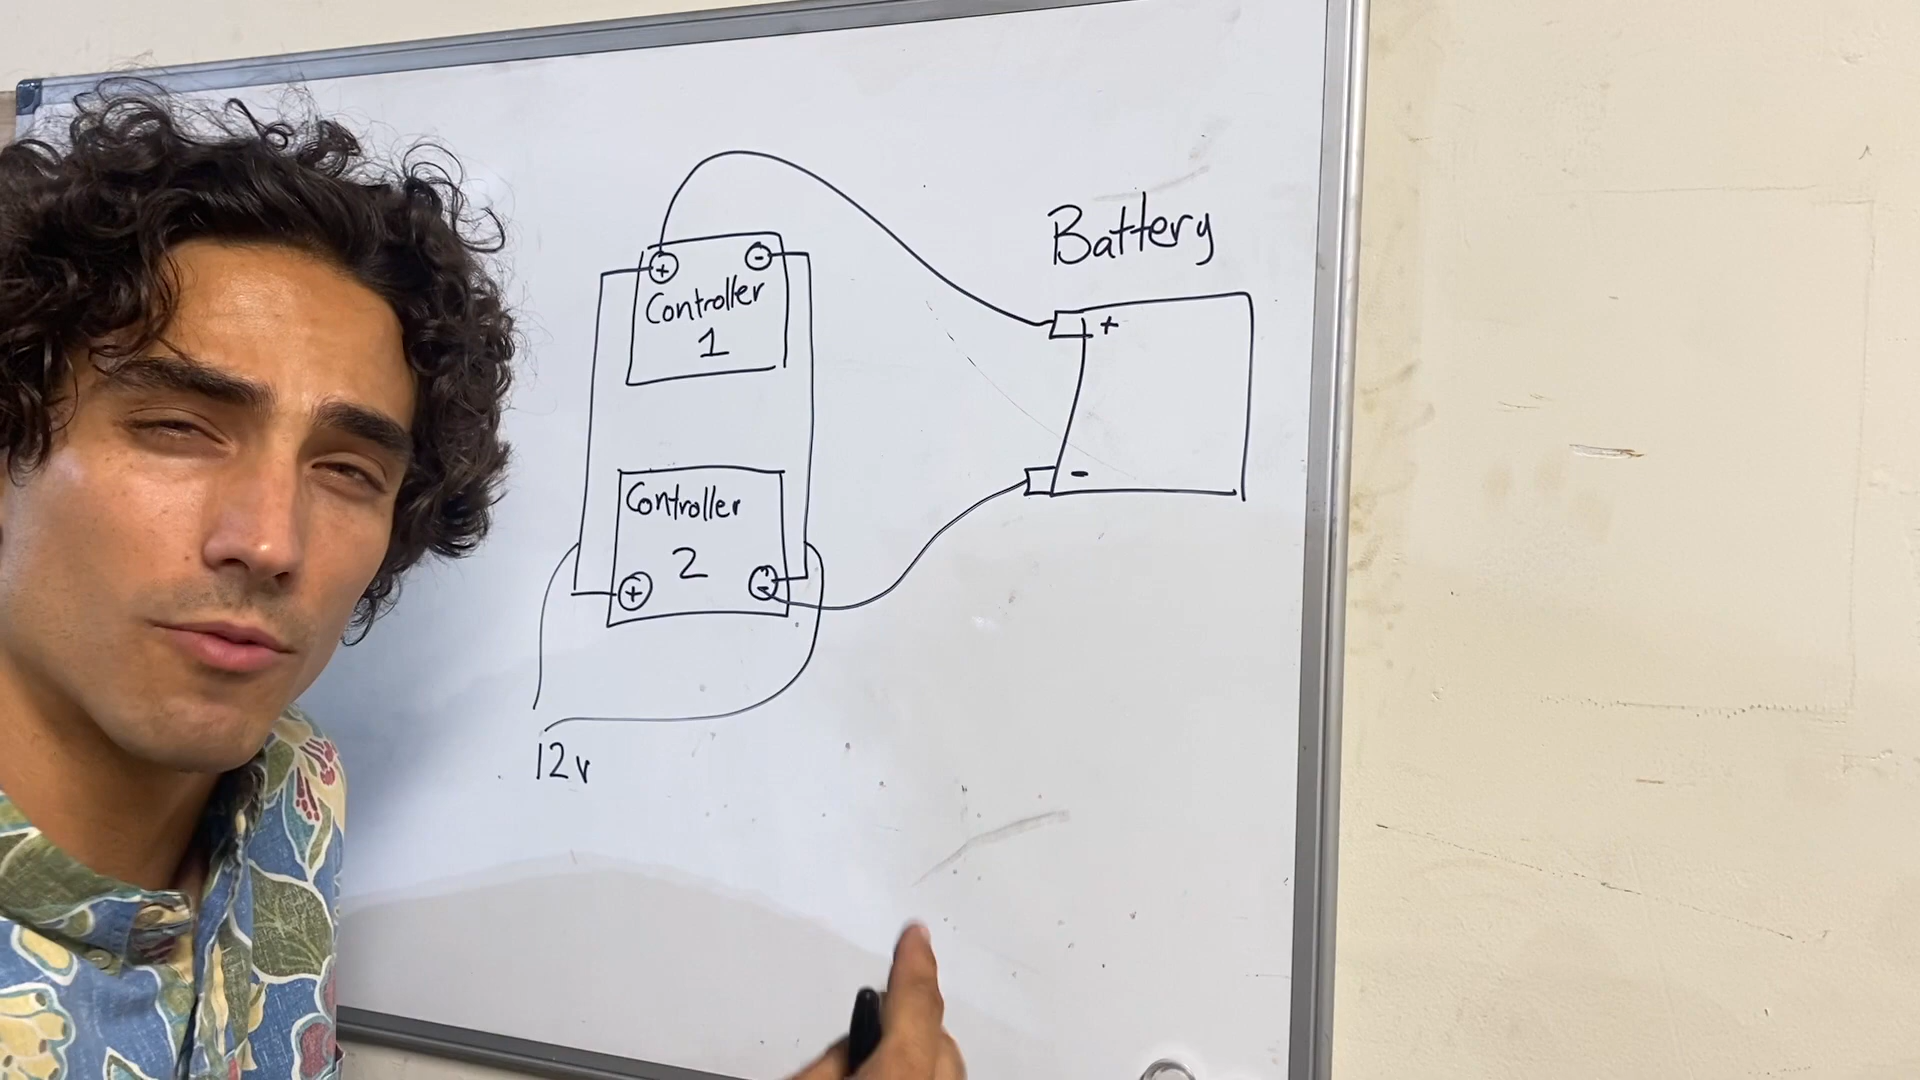 Battery
+
-
+ -
Controller
1
Controller
2
+ -
12v